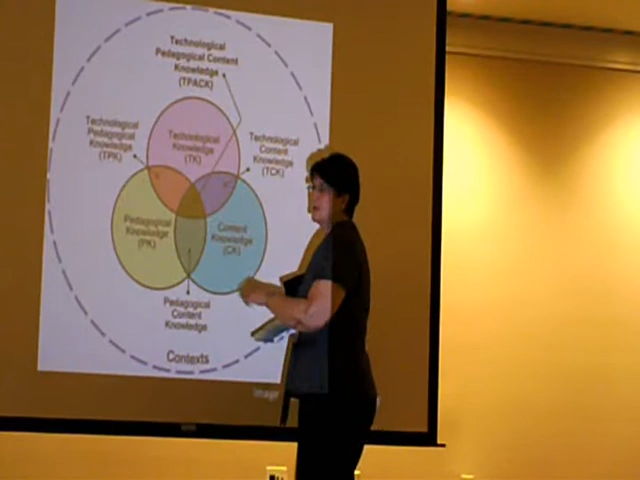 Technological
Pedagogical Content
Knowledge
(TPACK)
Technological
Pedagogical
Knowledge
(TPK)
Technological
Knowledge
(TK)
Technological
Content
Knowledge
(TCK)
Pedagogical
Knowledge
(PK)
Content
Knowledge
(CK)
Pedagogical
Content
Knowledge
Contexts
Image